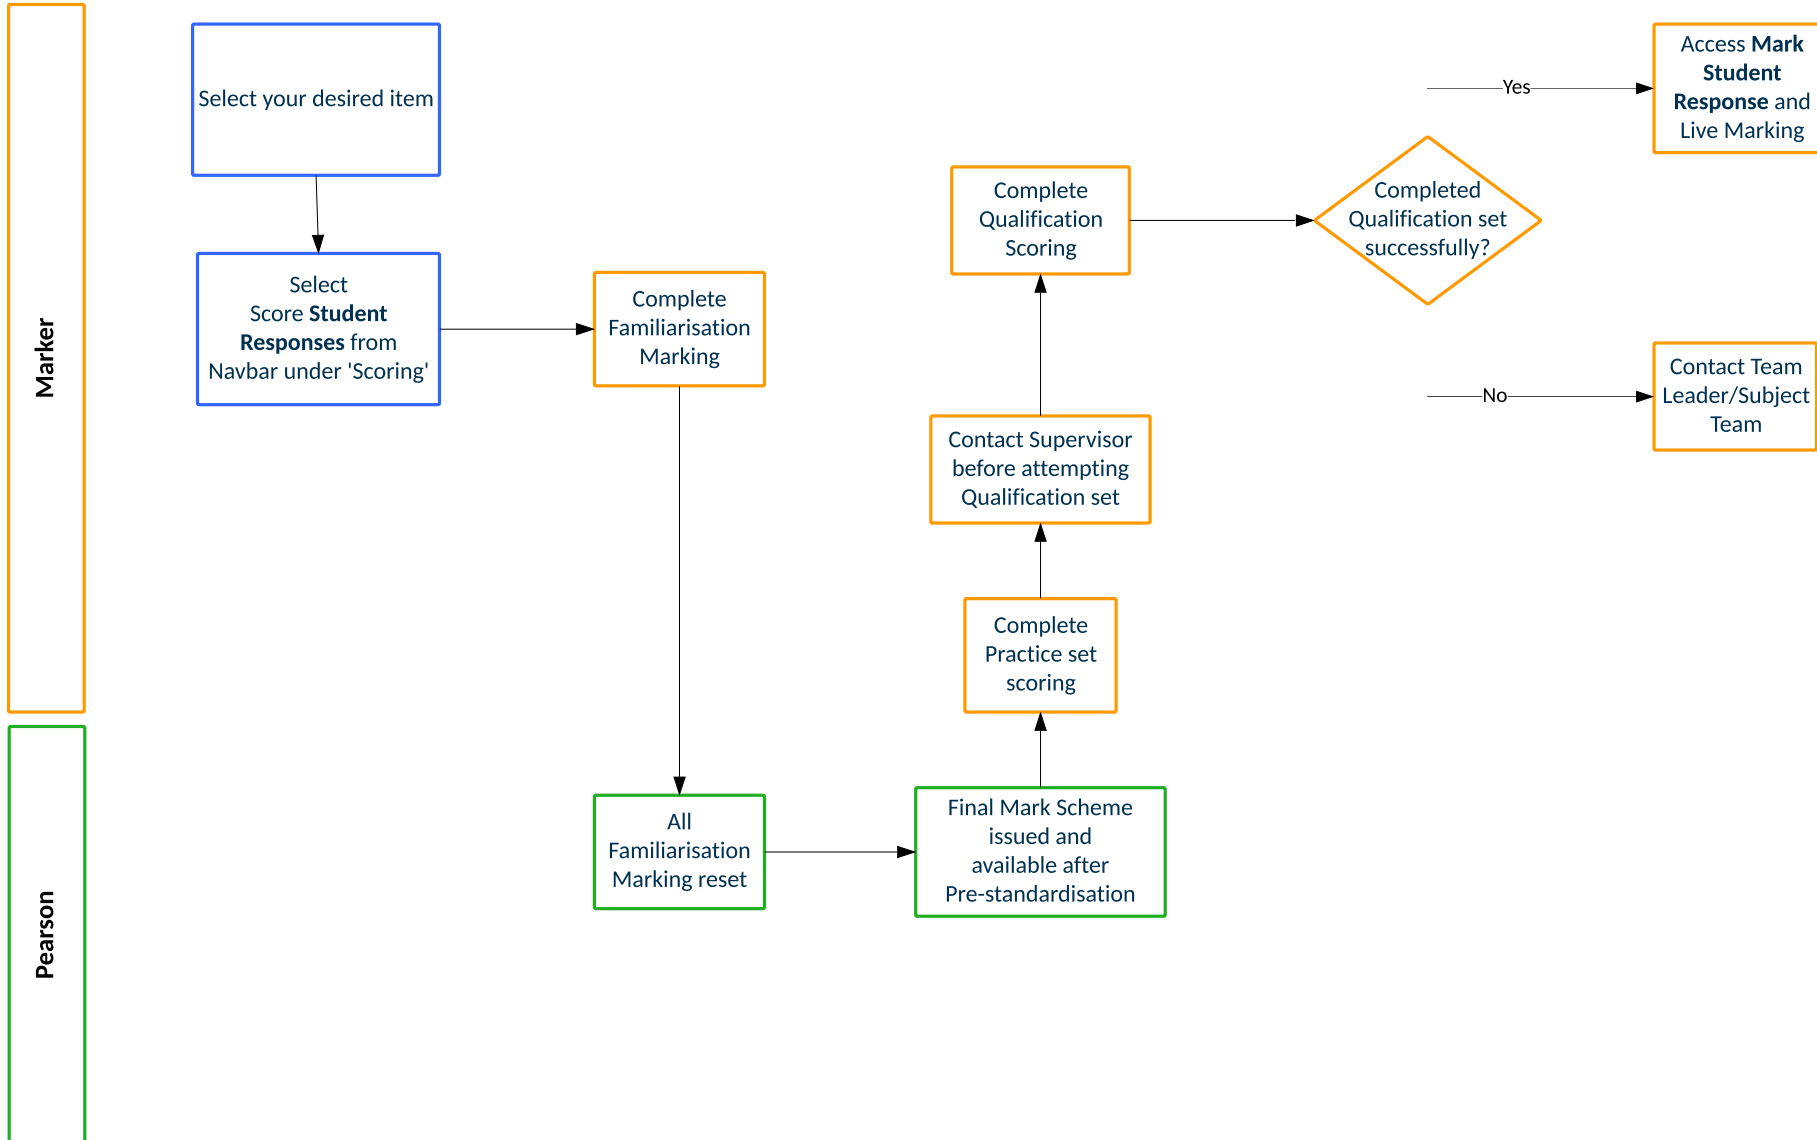 Marker
Select your desired item
Select
Score Student
Responses from
Navbar under 'Scoring'
Complete
Familiarisation
Marking
Pearson
All
Familiarisation
Marking reset
Final Mark Scheme
issued and
available after
Pre-standardisation
Complete
Practice set
scoring
Contact Supervisor
before attempting
Qualification set
Complete
Qualification
Scoring
Completed
Qualification set
successfully?
Yes
Access Mark
Student
Response and
Live Marking
No
Contact Team
Leader/Subject
Team